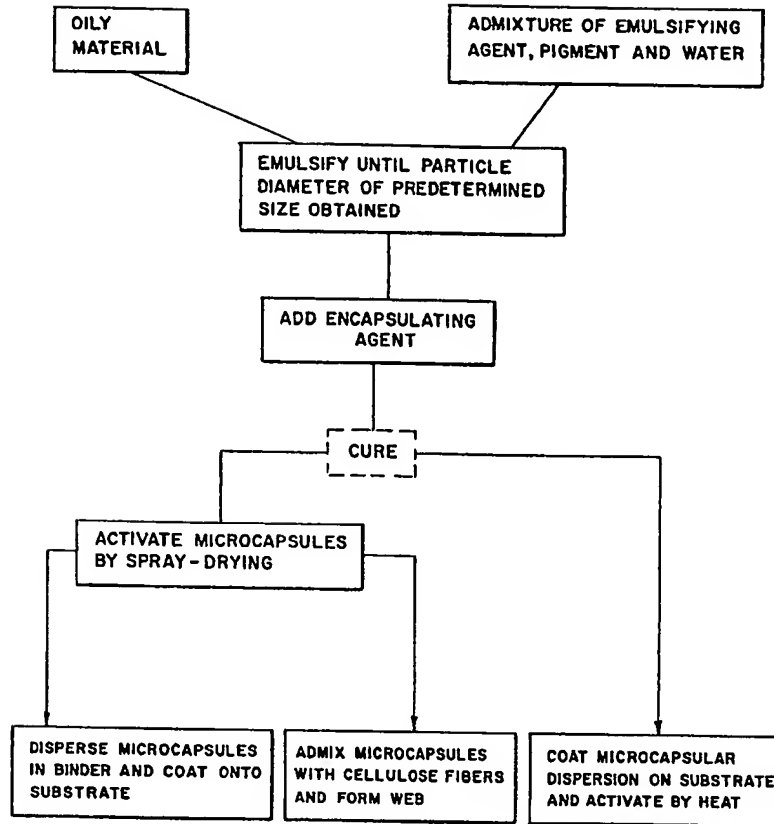 OILY
MATERIAL
ADMIXTURE OF EMULSIFYING
AGENT, PIGMENT AND WATER
EMULSIFY UNTIL PARTICLE
DIAMETER OF PREDETERMINED
SIZE OBTAINED
ADD ENCAPSULATING
AGENT
CURE
ACTIVATE MICROCAPSULES
BY SPRAY-DRYING
DISPERSE MICROCAPSULES
IN BINDER AND COAT ONTO
SUBSTRATE
ADMIX MICROCAPSULES
WITH CELLULOSE FIBERS
AND FORM WEB
COAT MICROCAPSULAR
DISPERSION ON SUBSTRATE
AND ACTIVATE BY HEAT